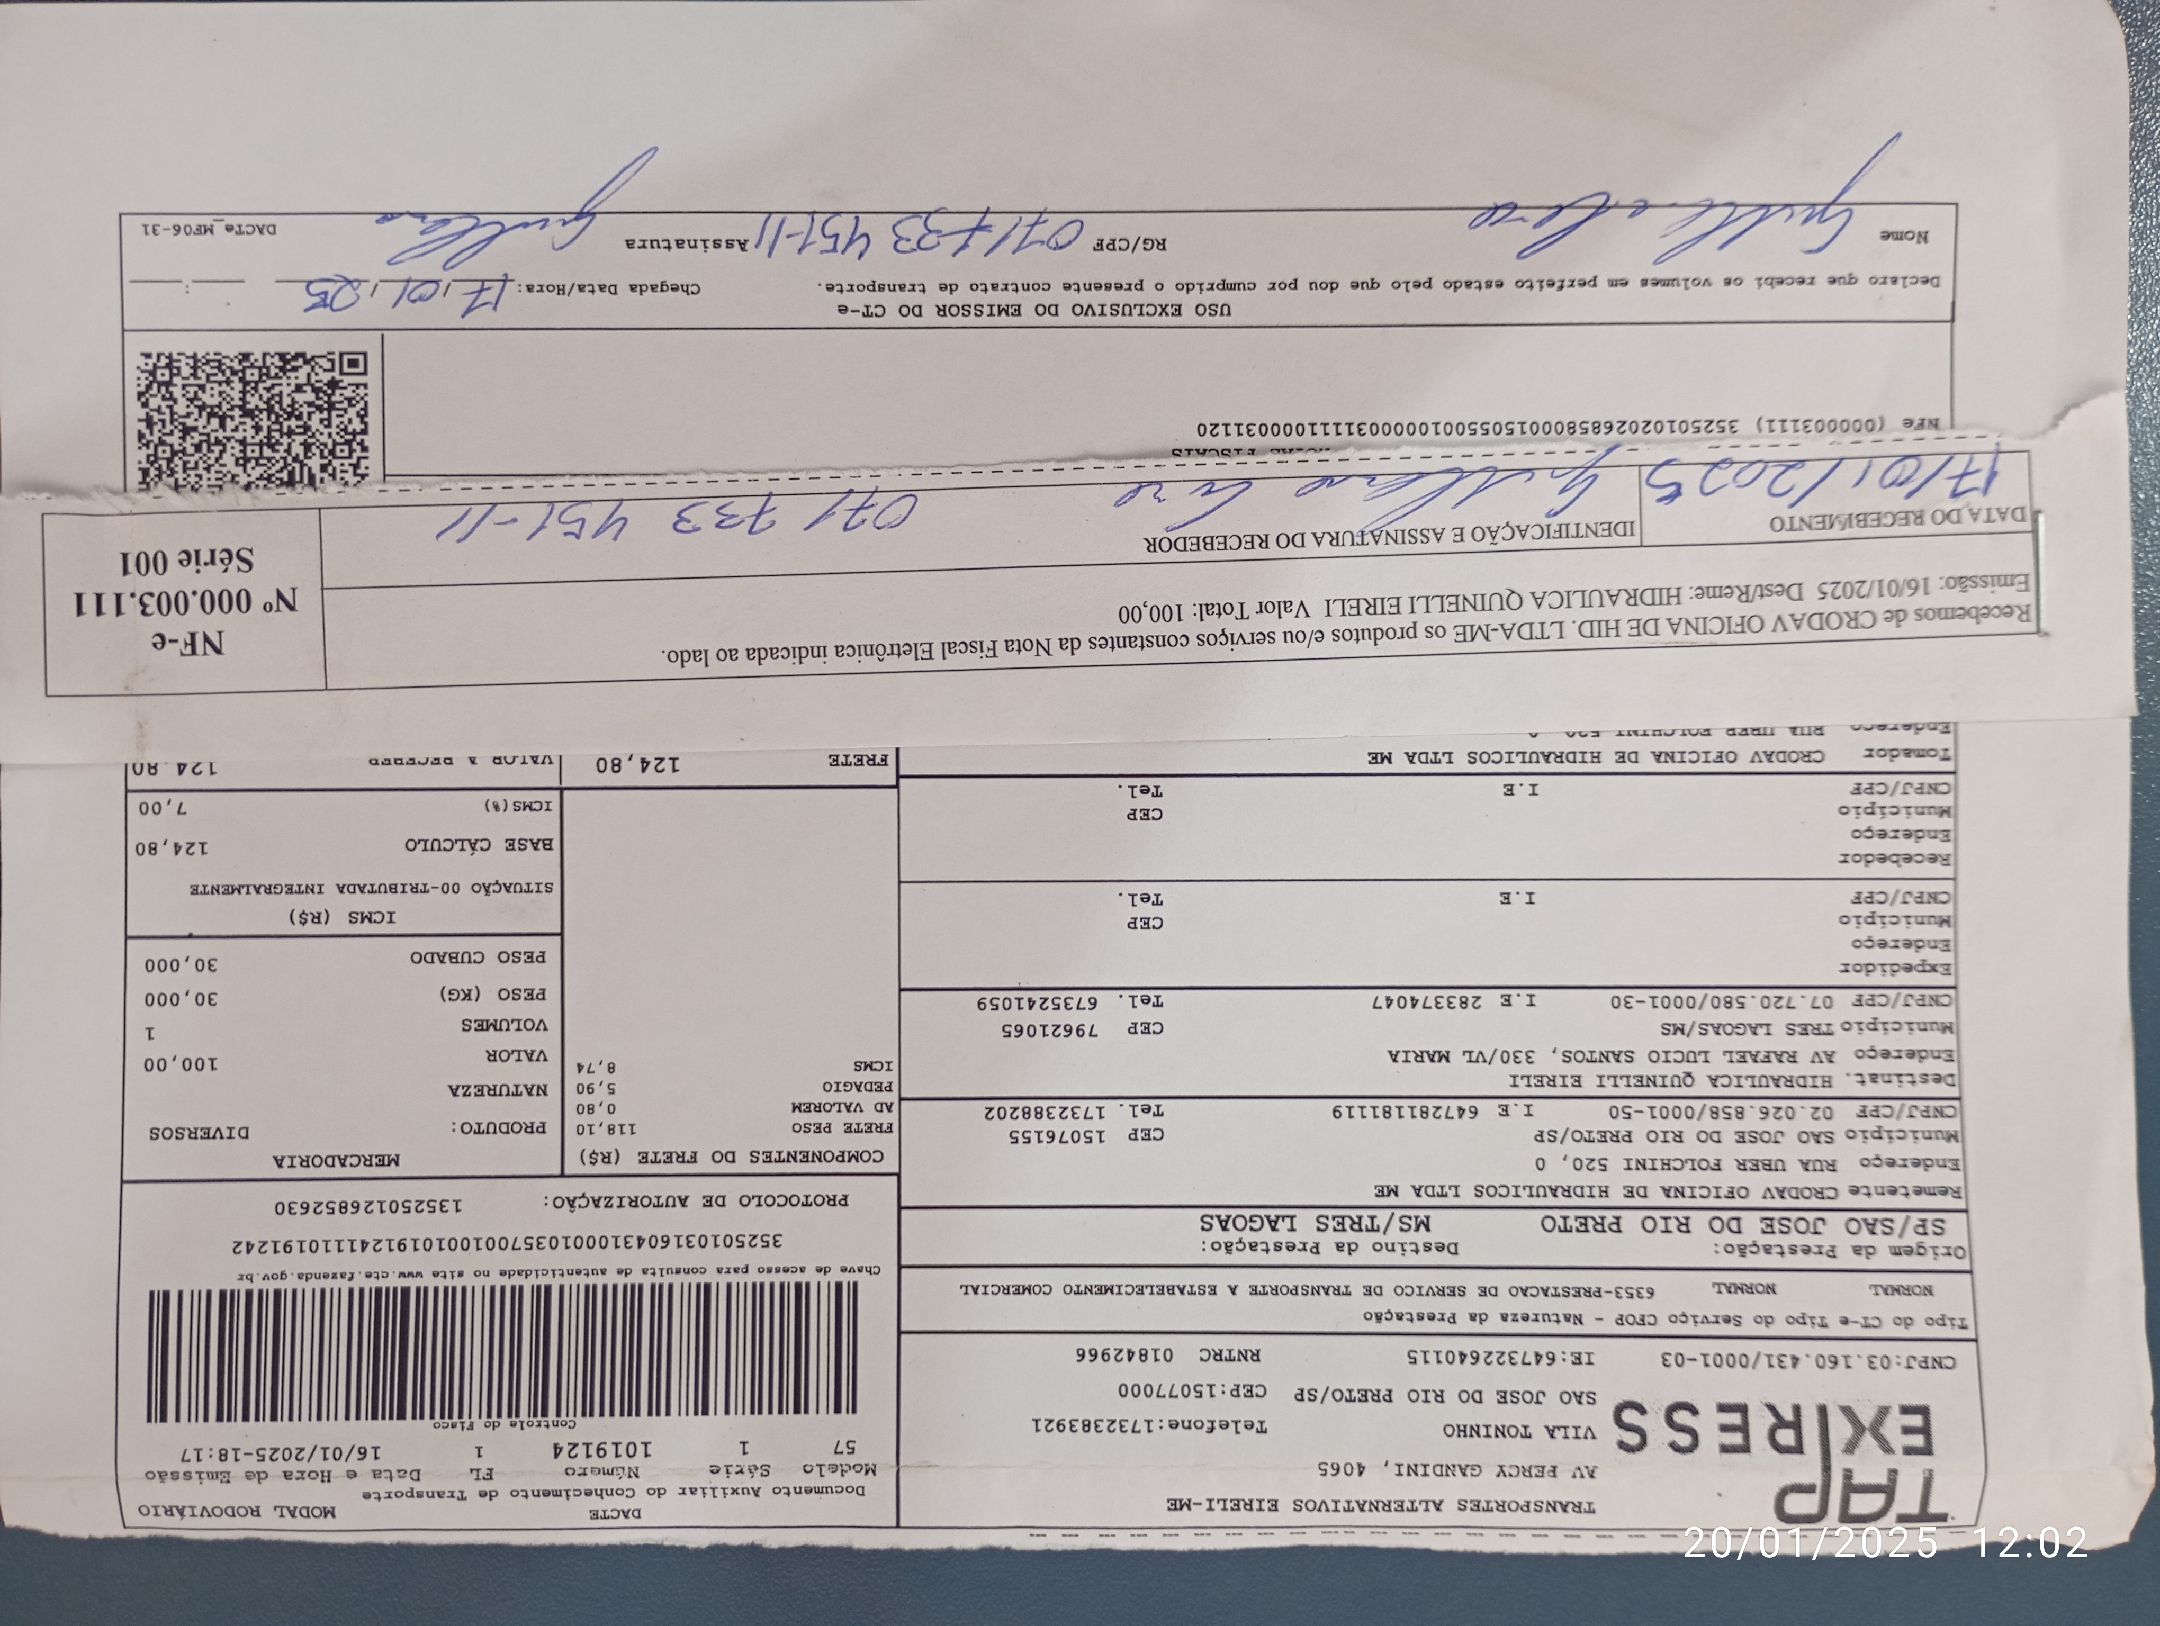 TAP
EXPRESS
TRANSPORTES ALTERNATIVOS EIRELI-ME
AV PERCY GANDINI, 4065
VILA TONINHO Telefone:1732383921
SAO JOSE DO RIO PRETO/SP CEP:15077000
CNPJ:03.160.431/0001-03 IE:647322640115 RNTRC 01842966
DACTE MODAL RODOVIÁRIO
Documento Auxiliar do Conhecimento de Transporte
Modelo Série Número FL Data e Hora de Emissão
57 1 1019124 1 16/01/2025-18:17
Controle do Fisco
Chave de acesso para consulta de autenticidade no site www.cte.fazenda.gov.br
35250103160431000103570010010191241110191242
PROTOCOLO DE AUTORIZAÇÃO: 135250126852630
Tipo do CT-e Tipo do Serviço CFOP - Natureza da Prestação
NORMAL NORMAL 6353-PRESTACAO DE SERVICO DE TRANSPORTE A ESTABELECIMENTO COMERCIAL
Origem da Prestação: Destino da Prestação:
SP/SAO JOSE DO RIO PRETO MS/TRES LAGOAS
Remetente CRODAV OFICINA DE HIDRAULICOS LTDA ME
Endereço RUA UBER FOLCHINI 520, 0
Município SAO JOSE DO RIO PRETO/SP CEP 15076155
CNPJ/CPF 02.026.858/0001-50 I.E 647281181119 Tel. 1732388202
Destinat. HIDRAULICA QUINELLI EIRELI
Endereço AV RAFAEL LUCIO SANTOS, 330/VL MARIA
Município TRES LAGOAS/MS CEP 79621065
CNPJ/CPF 07.720.580/0001-30 I.E 283374047 Tel. 6735241059
Expedidor
Endereço
Município CEP
CNPJ/CPF I.E Tel.
Recebedor
Endereço
Município CEP
CNPJ/CPF I.E Tel.
Tomador CRODAV OFICINA DE HIDRAULICOS LTDA ME
Endereço RUA UBER FOLCHINI 520, 0
COMPONENTES DO FRETE (R$)
FRETE PESO 118,10
AD VALOREM 0,80
PEDAGIO 5,90
ICMS 8,74
FRETE 124,80
MERCADORIA
PRODUTO: DIVERSOS
NATUREZA
VALOR 100,00
VOLUMES 1
PESO (KG) 30,000
PESO CUBADO 30,000
ICMS (R$)
SITUAÇÃO 00-TRIBUTADA INTEGRALMENTE
BASE CÁLCULO 124,80
ICMS(%) 7,00
VALOR A RECEBER 124,80
Recebemos de CRODAV OFICINA DE HID. LTDA-ME os produtos e/ou serviços constantes da Nota Fiscal Eletrônica indicada ao lado.
Emissão: 16/01/2025 Dest/Reme: HIDRAULICA QUINELLI EIRELI Valor Total: 100,00
DATA DO RECEBIMENTO IDENTIFICAÇÃO E ASSINATURA DO RECEBEDOR
17/01/2025 071 733 451-11
NF-e
Nº 000.003.111
Série 001
FISCAIS
NFe (000003111) 35250102026858000150550010000031111000031120
USO EXCLUSIVO DO EMISSOR DO CT-e
Declaro que recebi os volumes em perfeito estado pelo que dou por cumprido o presente contrato de transporte. Chegada Data/Hora: 17,01,25 :
Nome RG/CPF 071 733 451-11 Assinatura
DACTe_MF06-31
20/01/2025 12:02